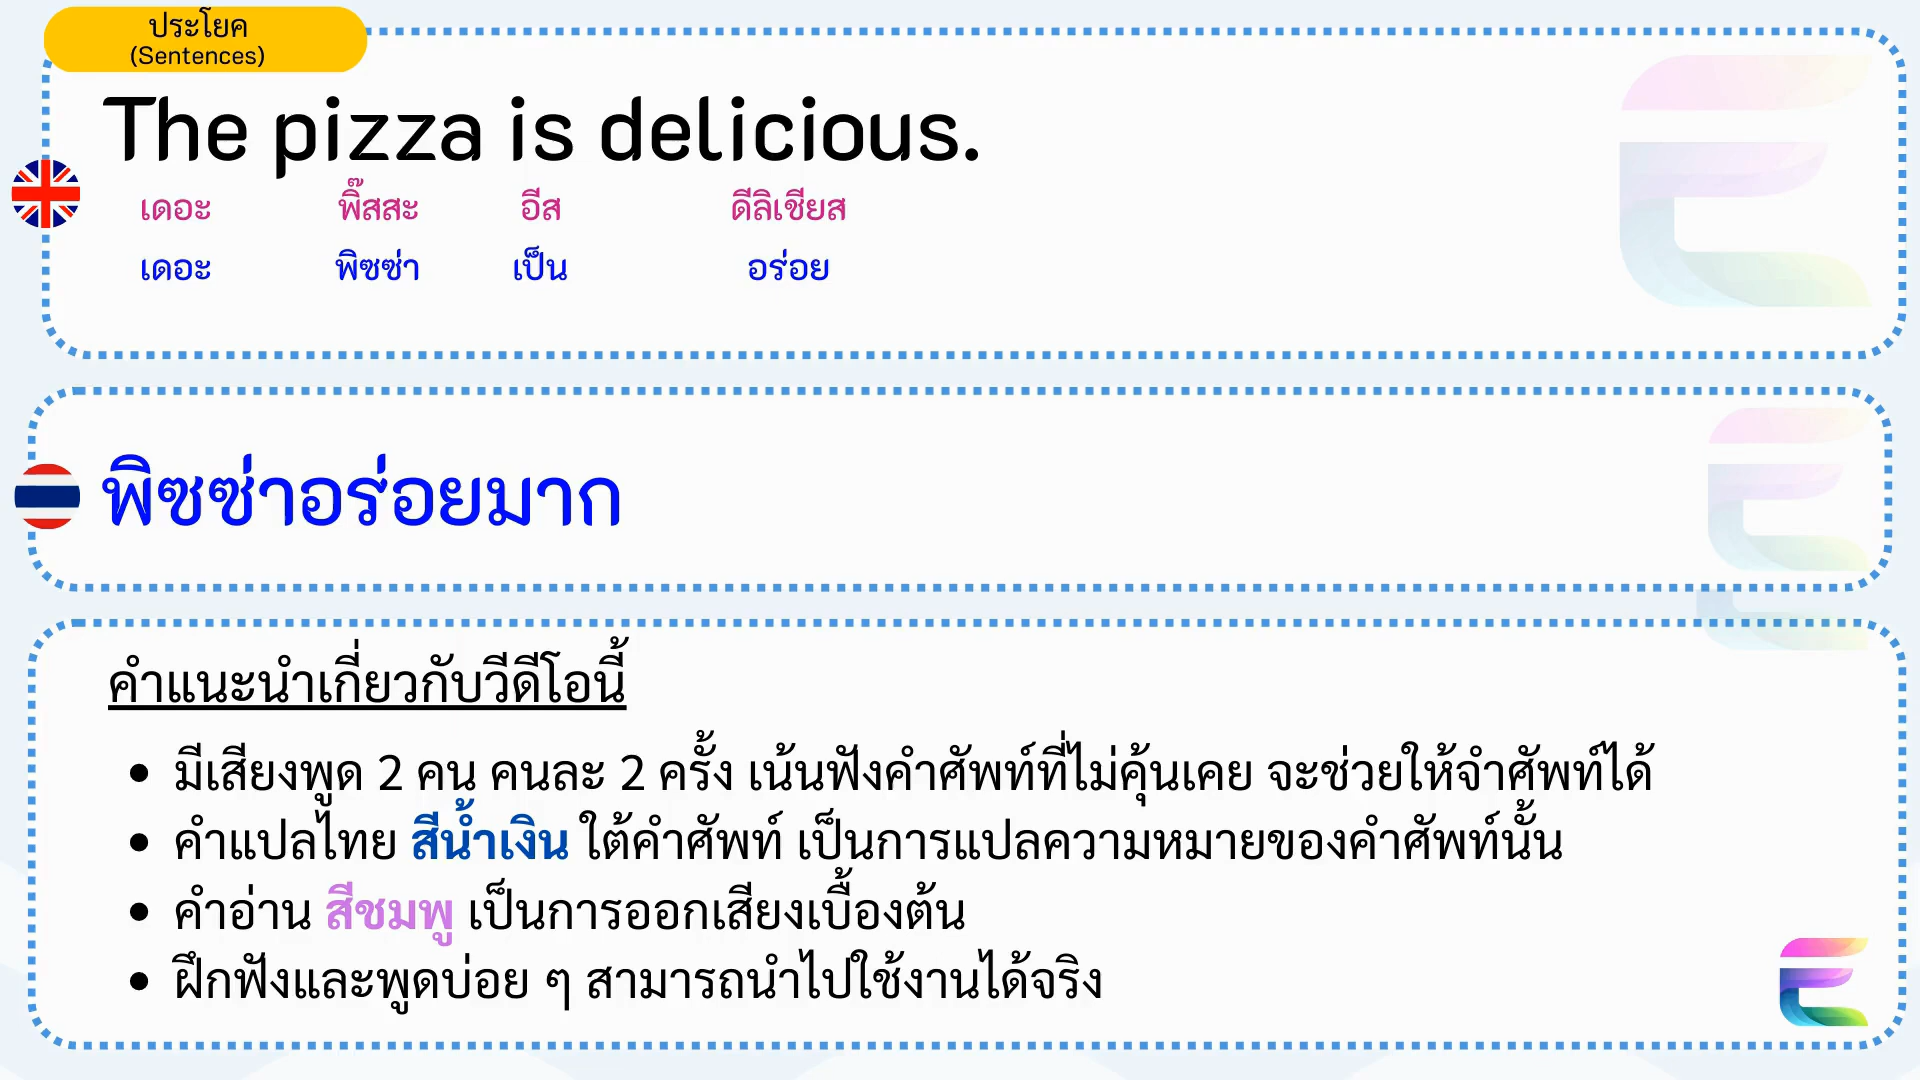 ประโยค
(Sentences)
The pizza is delicious.
เดอะ พิ๊สสะ อีส ดีลิเชียส
เดอะ พิซซ่า เป็น อร่อย
พิซซ่าอร่อยมาก
คำแนะนำเกี่ยวกับวีดีโอนี้
• มีเสียงพูด 2 คน คนละ 2 ครั้ง เน้นฟังคำศัพท์ที่ไม่คุ้นเคย จะช่วยให้จำศัพท์ได้
• คำแปลไทย สีน้ำเงิน ใต้คำศัพท์ เป็นการแปลความหมายของคำศัพท์นั้น
• คำอ่าน สีชมพู เป็นการออกเสียงเบื้องต้น
• ฝึกฟังและพูดบ่อย ๆ สามารถนำไปใช้งานได้จริง